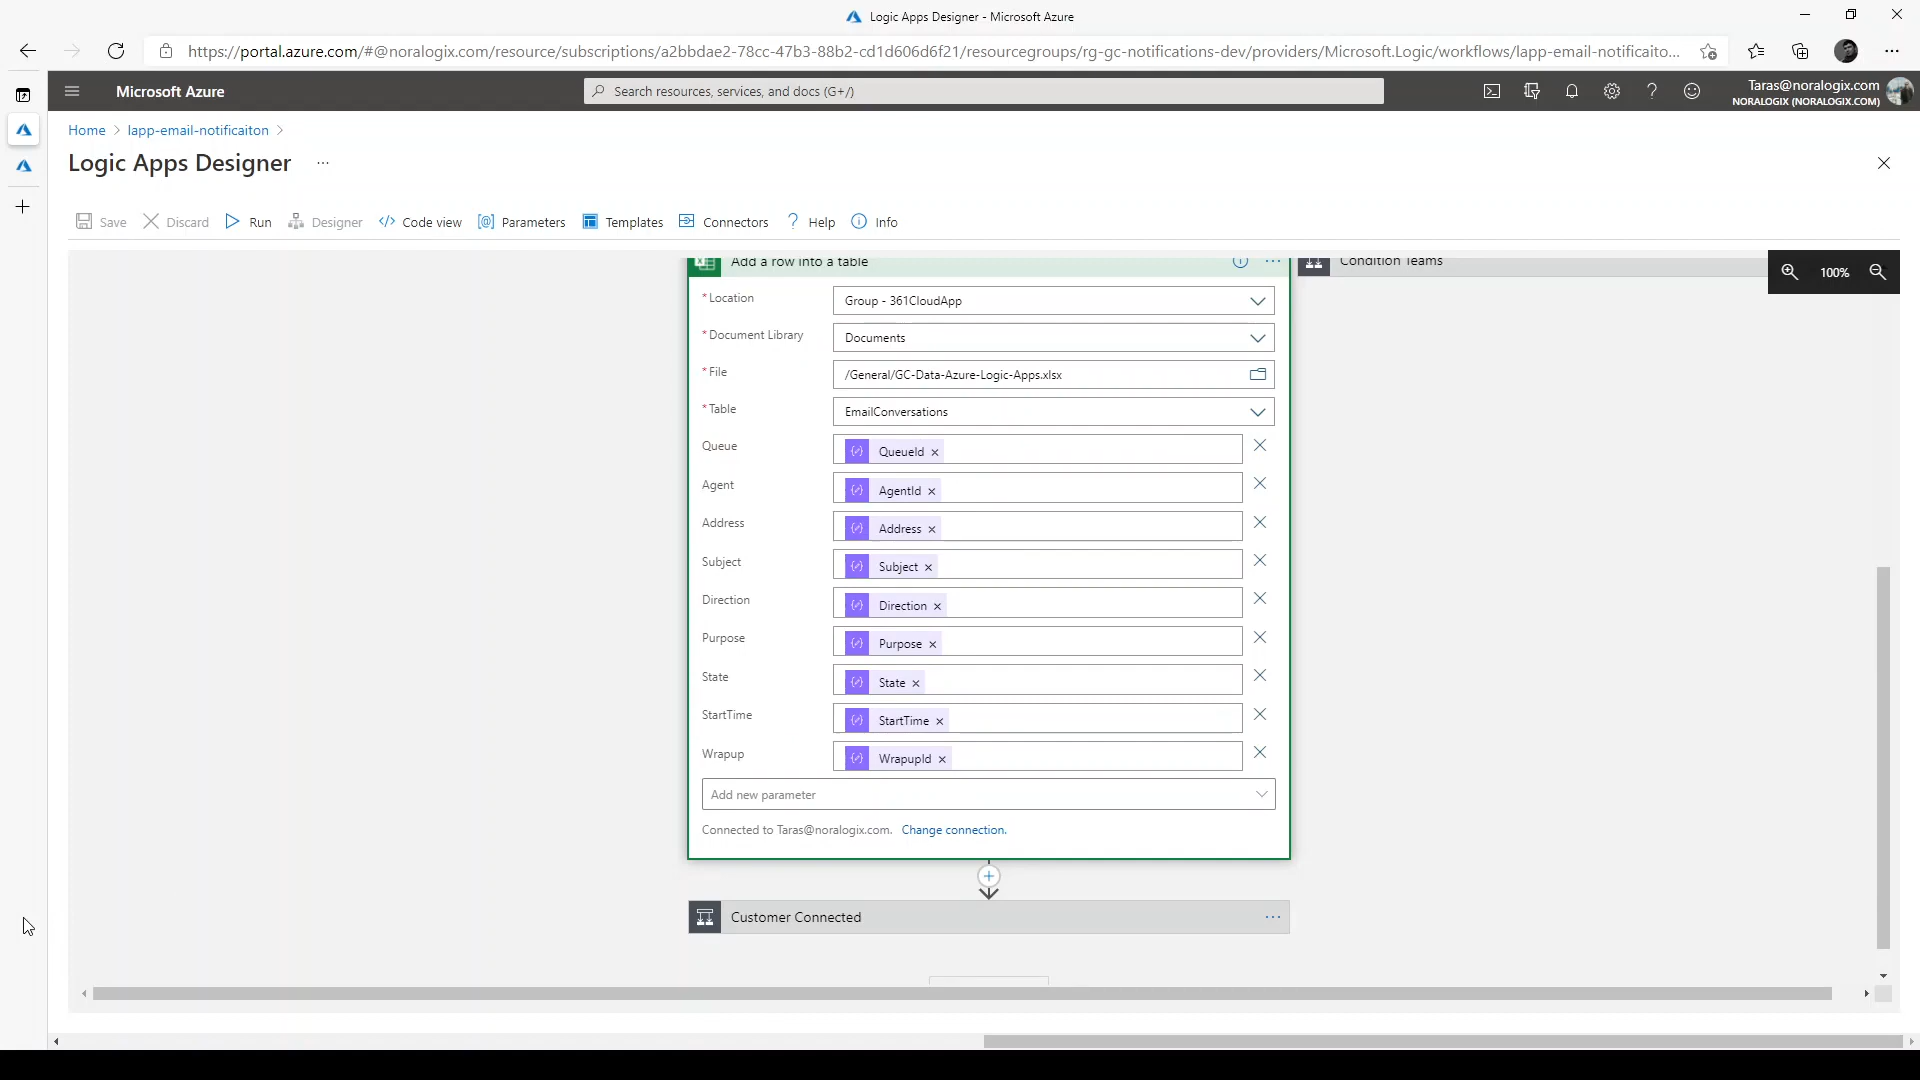 Logic Apps Designer - Microsoft Azure
https://portal.azure.com/#@noralogix.com/resource/subscriptions/a2bbdae2-78cc-47b3-88b2-cd1d606d6f21/resourcegroups/rg-gc-notifications-dev/providers/Microsoft.Logic/workflows/lapp-email-notificaito...
Microsoft Azure
Search resources, services, and docs (G+/)
Taras@noralogix.com
NORALOGIX (NORALOGIX.COM)
Home > lapp-email-notificaiton >
Logic Apps Designer ...
Save Discard Run Designer Code view Parameters Templates Connectors Help Info
Add a row into a table
Condition Teams
100%
* Location Group - 361CloudApp
* Document Library Documents
* File /General/GC-Data-Azure-Logic-Apps.xlsx
* Table EmailConversations
Queue QueueId ×
Agent AgentId ×
Address Address ×
Subject Subject ×
Direction Direction ×
Purpose Purpose ×
State State ×
StartTime StartTime ×
Wrapup WrapupId ×
Add new parameter
Connected to Taras@noralogix.com. Change connection.
Customer Connected